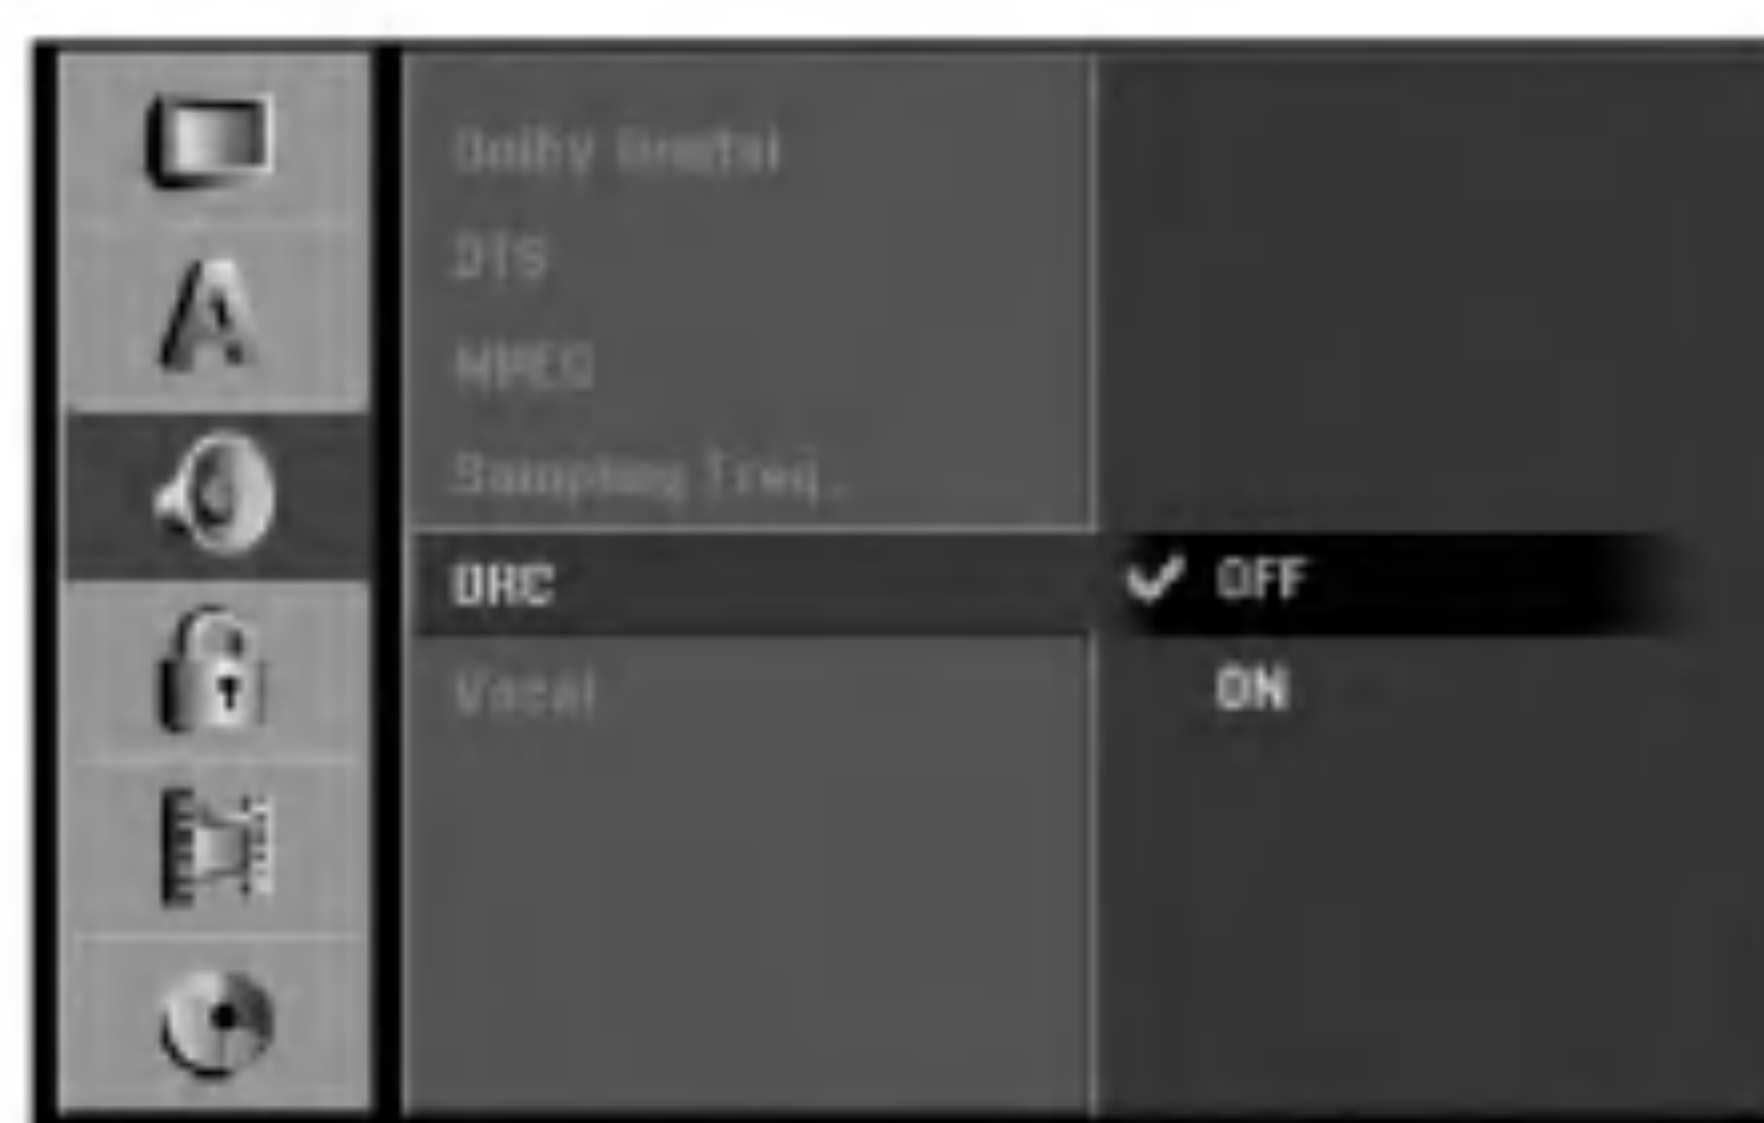 Dolby Digital
DTS
MPEG
Sampling Freq.
DRC
OFF
ON
Vocal